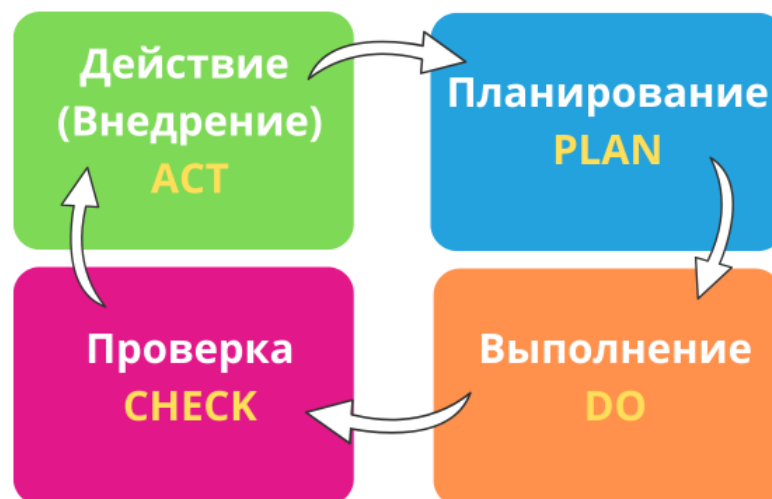 Действие
(Внедрение)
ACT
Планирование
PLAN
Проверка
CHECK
Выполнение
DO